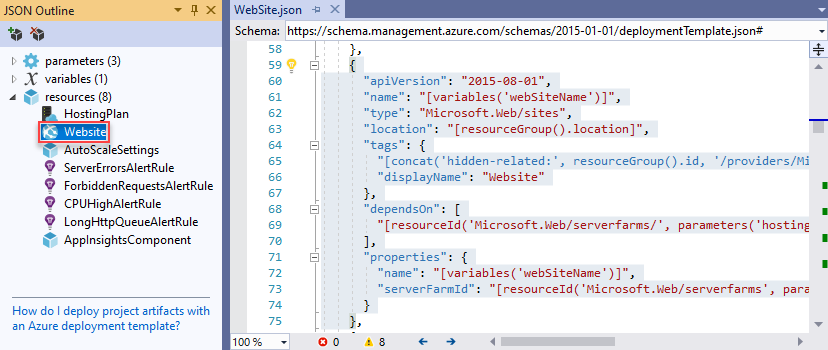 JSON Outline
parameters (3)
variables (1)
resources (8)
HostingPlan
Website
AutoScaleSettings
ServerErrorsAlertRule
ForbiddenRequestsAlertRule
CPUHighAlertRule
LongHttpQueueAlertRule
AppInsightsComponent
How do I deploy project artifacts with
an Azure deployment template?
WebSite.json
Schema: https://schema.management.azure.com/schemas/2015-01-01/deploymentTemplate.json#
58 },
59 {
60 "apiVersion": "2015-08-01",
61 "name": "[variables('webSiteName')]",
62 "type": "Microsoft.Web/sites",
63 "location": "[resourceGroup().location]",
64 "tags": {
65 "[concat('hidden-related:', resourceGroup().id, '/providers/Mi
66 "displayName": "Website"
67 },
68 "dependsOn": [
69 "[resourceId('Microsoft.Web/serverfarms/', parameters('hosting
70 ],
71 "properties": {
72 "name": "[variables('webSiteName')]",
73 "serverFarmId": "[resourceId('Microsoft.Web/serverfarms', para
74 }
75 },
100 % 0 8